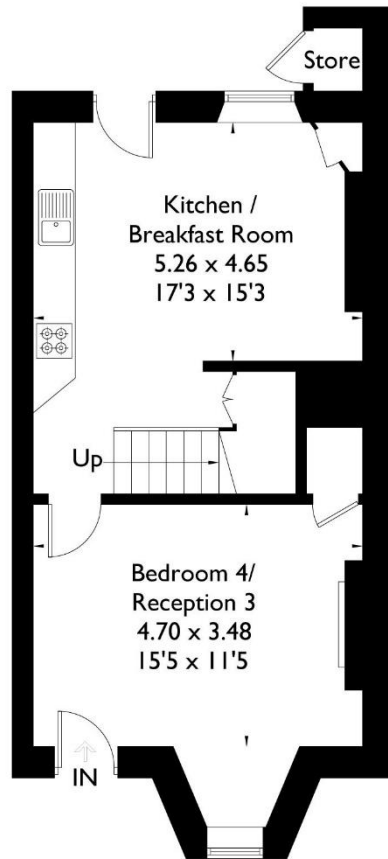 Store
Kitchen /
Breakfast Room
5.26 x 4.65
17'3 x 15'3
Up
Bedroom 4/
Reception 3
4.70 x 3.48
15'5 x 11'5
IN